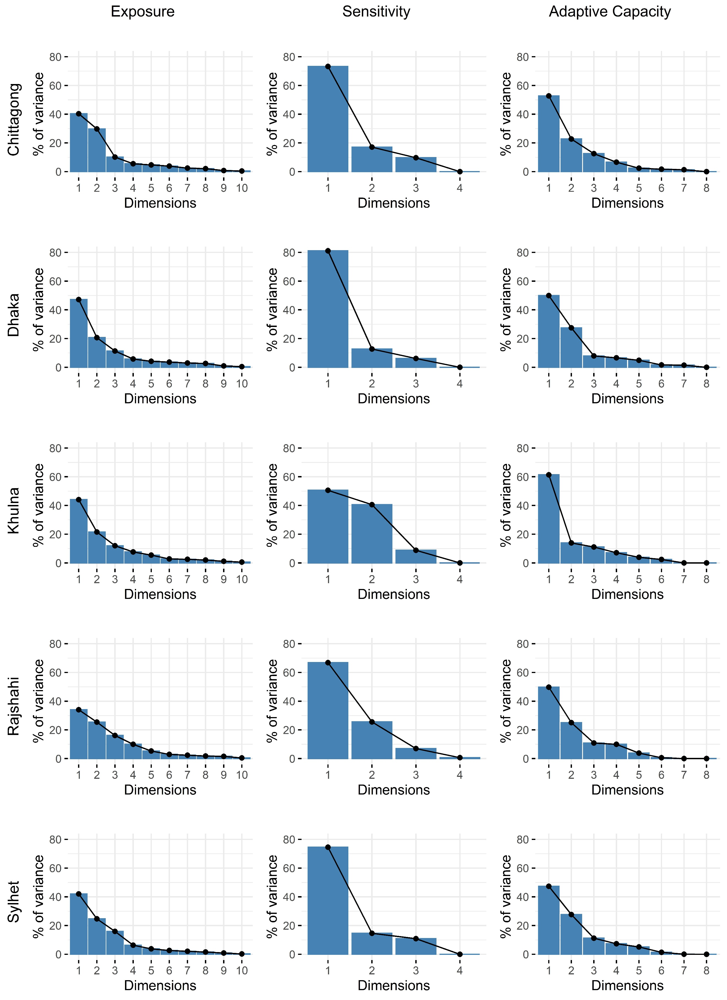 Exposure Sensitivity Adaptive Capacity
Chittagong
% of variance
80
60
40
20
0
1 2 3 4 5 6 7 8 9 10
Dimensions
% of variance
80
60
40
20
0
1 2 3 4
Dimensions
% of variance
80
60
40
20
0
1 2 3 4 5 6 7 8
Dimensions
Dhaka
% of variance
80
60
40
20
0
1 2 3 4 5 6 7 8 9 10
Dimensions
% of variance
80
60
40
20
0
1 2 3 4
Dimensions
% of variance
80
60
40
20
0
1 2 3 4 5 6 7 8
Dimensions
Khulna
% of variance
80
60
40
20
0
1 2 3 4 5 6 7 8 9 10
Dimensions
% of variance
80
60
40
20
0
1 2 3 4
Dimensions
% of variance
80
60
40
20
0
1 2 3 4 5 6 7 8
Dimensions
Rajshahi
% of variance
80
60
40
20
0
1 2 3 4 5 6 7 8 9 10
Dimensions
% of variance
80
60
40
20
0
1 2 3 4
Dimensions
% of variance
80
60
40
20
0
1 2 3 4 5 6 7 8
Dimensions
Sylhet
% of variance
80
60
40
20
0
1 2 3 4 5 6 7 8 9 10
Dimensions
% of variance
80
60
40
20
0
1 2 3 4
Dimensions
% of variance
80
60
40
20
0
1 2 3 4 5 6 7 8
Dimensions